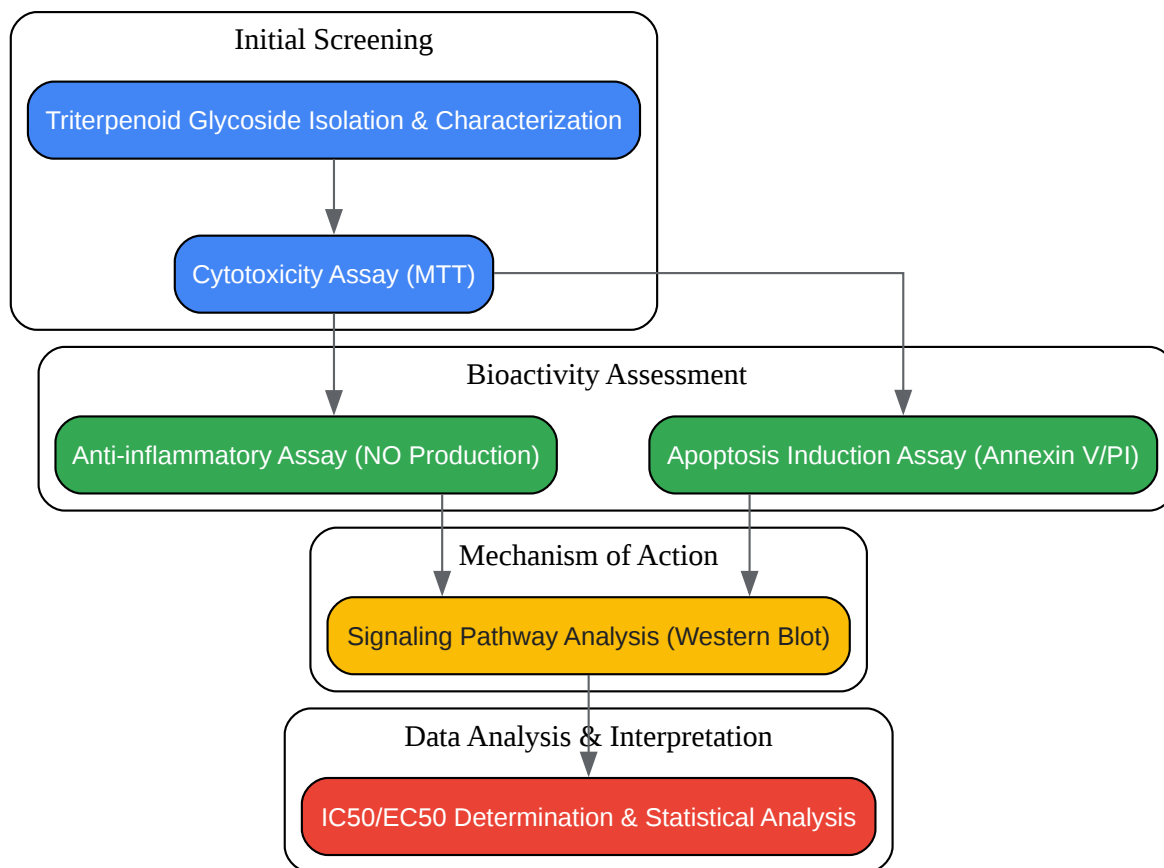 Initial Screening
Triterpenoid Glycoside Isolation & Characterization
Cytotoxicity Assay (MTT)
Bioactivity Assessment
Anti-inflammatory Assay (NO Production)
Apoptosis Induction Assay (Annexin V/PI)
Mechanism of Action
Signaling Pathway Analysis (Western Blot)
Data Analysis & Interpretation
IC50/EC50 Determination & Statistical Analysis